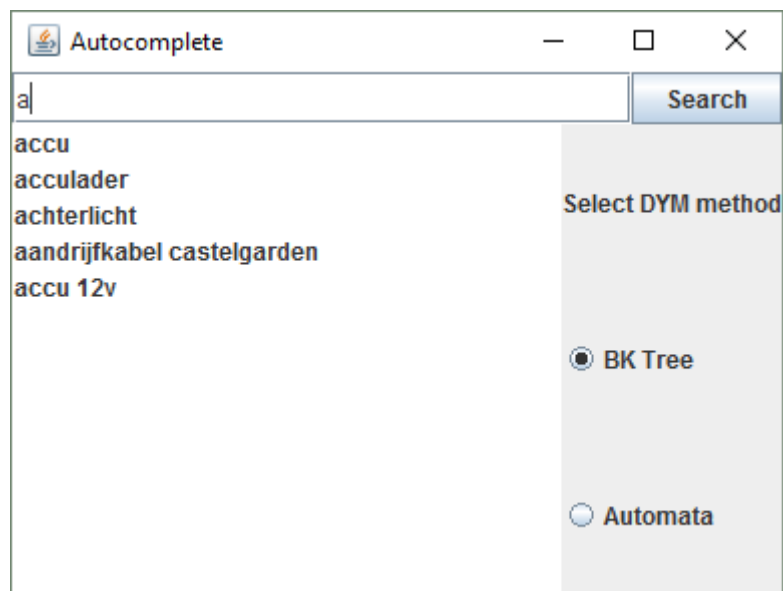 Autocomplete
a
Search
accu
acculader
achterlicht
aandrijfkabel castelgarden
accu 12v
Select DYM method
BK Tree
Automata